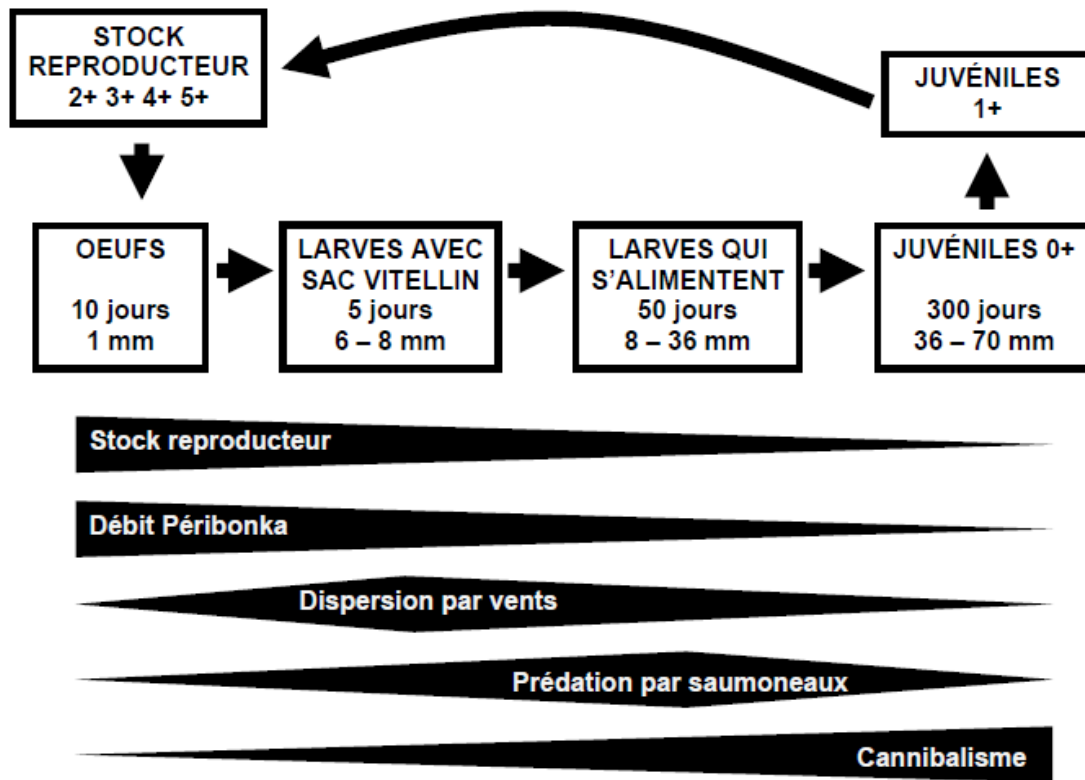 STOCK
REPRODUCTEUR
2+ 3+ 4+ 5+
JUVÉNILES
1+
OEUFS
10 jours
1 mm
LARVES AVEC
SAC VITELLIN
5 jours
6 – 8 mm
LARVES QUI
S'ALIMENTENT
50 jours
8 – 36 mm
JUVÉNILES 0+
300 jours
36 – 70 mm
Stock reproducteur
Débit Péribonka
Dispersion par vents
Prédation par saumoneaux
Cannibalisme